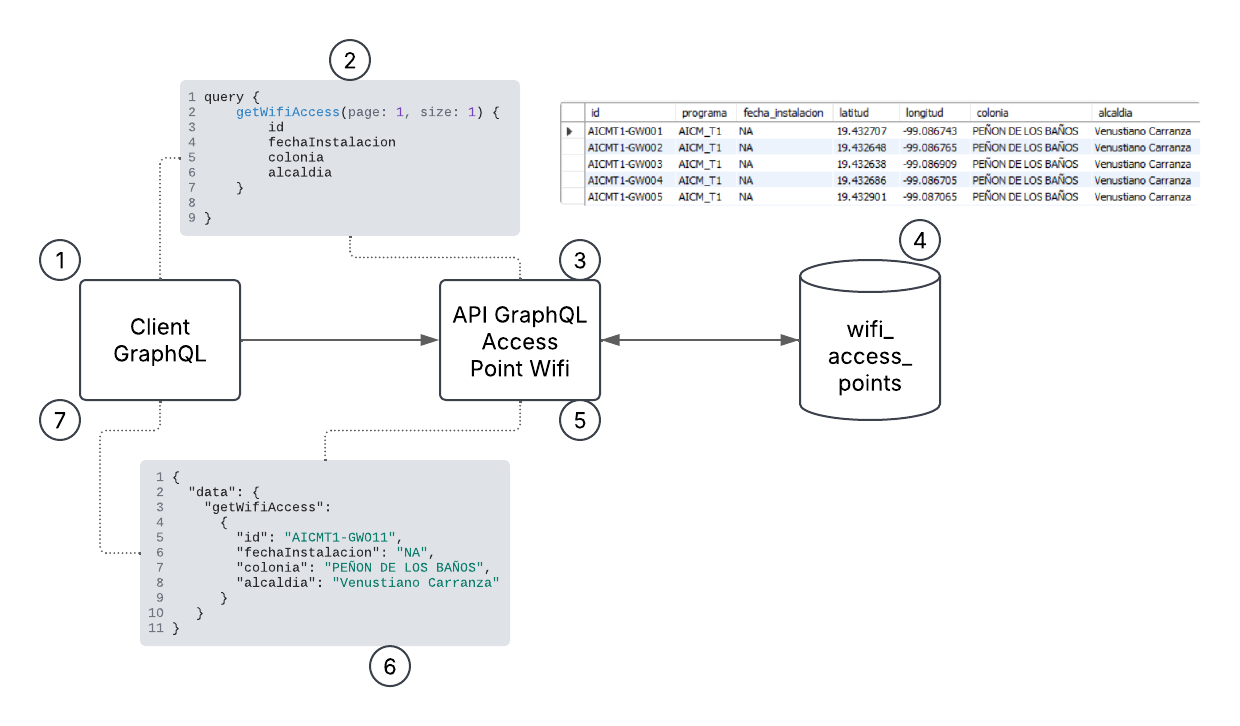 2
1 query {
2 getWifiAccess(page: 1, size: 1) {
3 id
4 fechaInstalacion
5 colonia
6 alcaldia
7 }
8
9 }
id programa fecha_instalacion latitud longitud colonia alcaldia
AICMT1-GW001 AICM_T1 NA 19.432707 -99.086743 PEÑON DE LOS BAÑOS Venustiano Carranza
AICMT1-GW002 AICM_T1 NA 19.432648 -99.086765 PEÑON DE LOS BAÑOS Venustiano Carranza
AICMT1-GW003 AICM_T1 NA 19.432638 -99.086909 PEÑON DE LOS BAÑOS Venustiano Carranza
AICMT1-GW004 AICM_T1 NA 19.432686 -99.086705 PEÑON DE LOS BAÑOS Venustiano Carranza
AICMT1-GW005 AICM_T1 NA 19.432901 -99.087065 PEÑON DE LOS BAÑOS Venustiano Carranza
1
Client
GraphQL
3
API GraphQL
Access
Point Wifi
4
wifi_
access_
points
7
5
1 {
2 "data": {
3 "getWifiAccess":
4 {
5 "id": "AICMT1-GWO11",
6 "fechaInstalacion": "NA",
7 "colonia": "PEÑON DE LOS BAÑOS",
8 "alcaldia": "Venustiano Carranza"
9 }
10 }
11 }
6